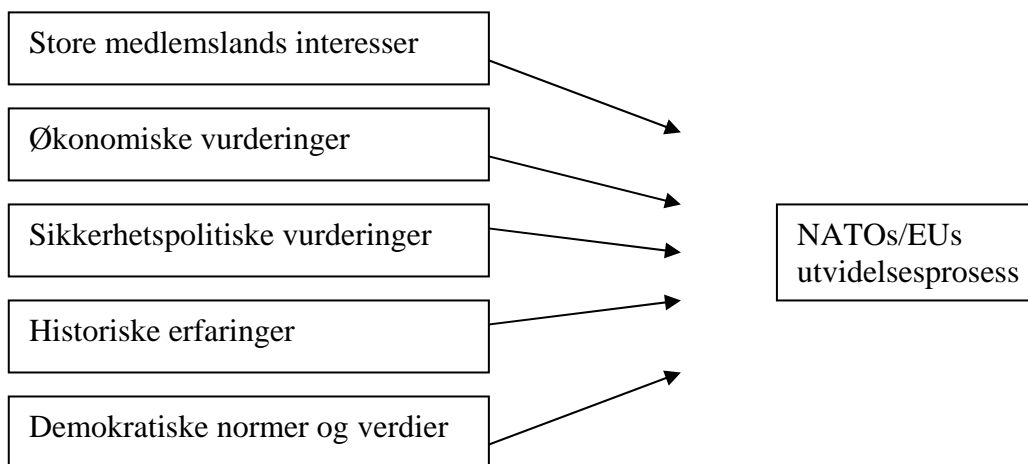 Store medlemslands interesser
Økonomiske vurderinger
Sikkerhetspolitiske vurderinger
Historiske erfaringer
Demokratiske normer og verdier
NATOs/EUs
utvidelsesprosess